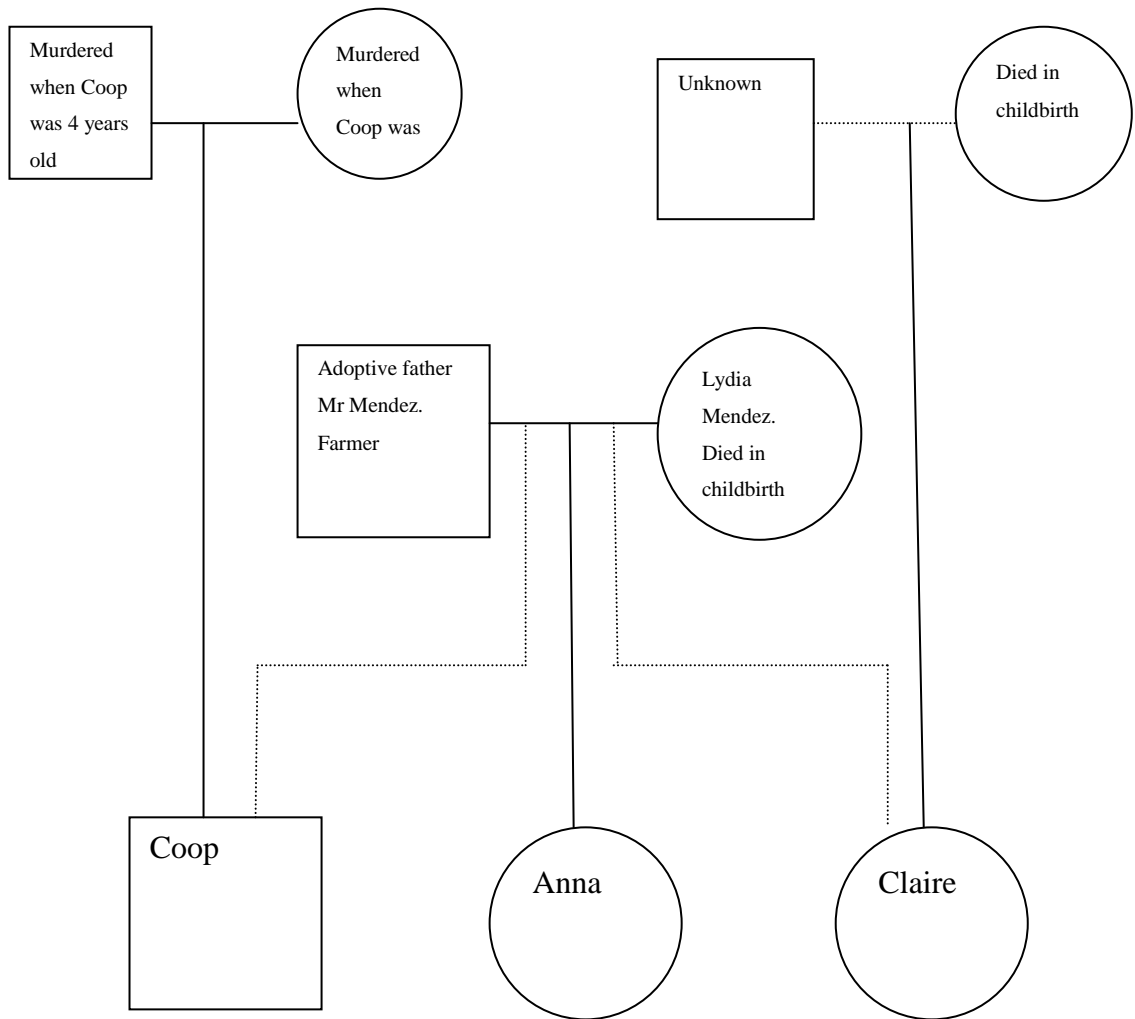 Murdered
when Coop
was 4 years
old
Murdered
when
Coop was
Unknown
Died in
childbirth
Adoptive father
Mr Mendez.
Farmer
Lydia
Mendez.
Died in
childbirth
Coop
Anna
Claire